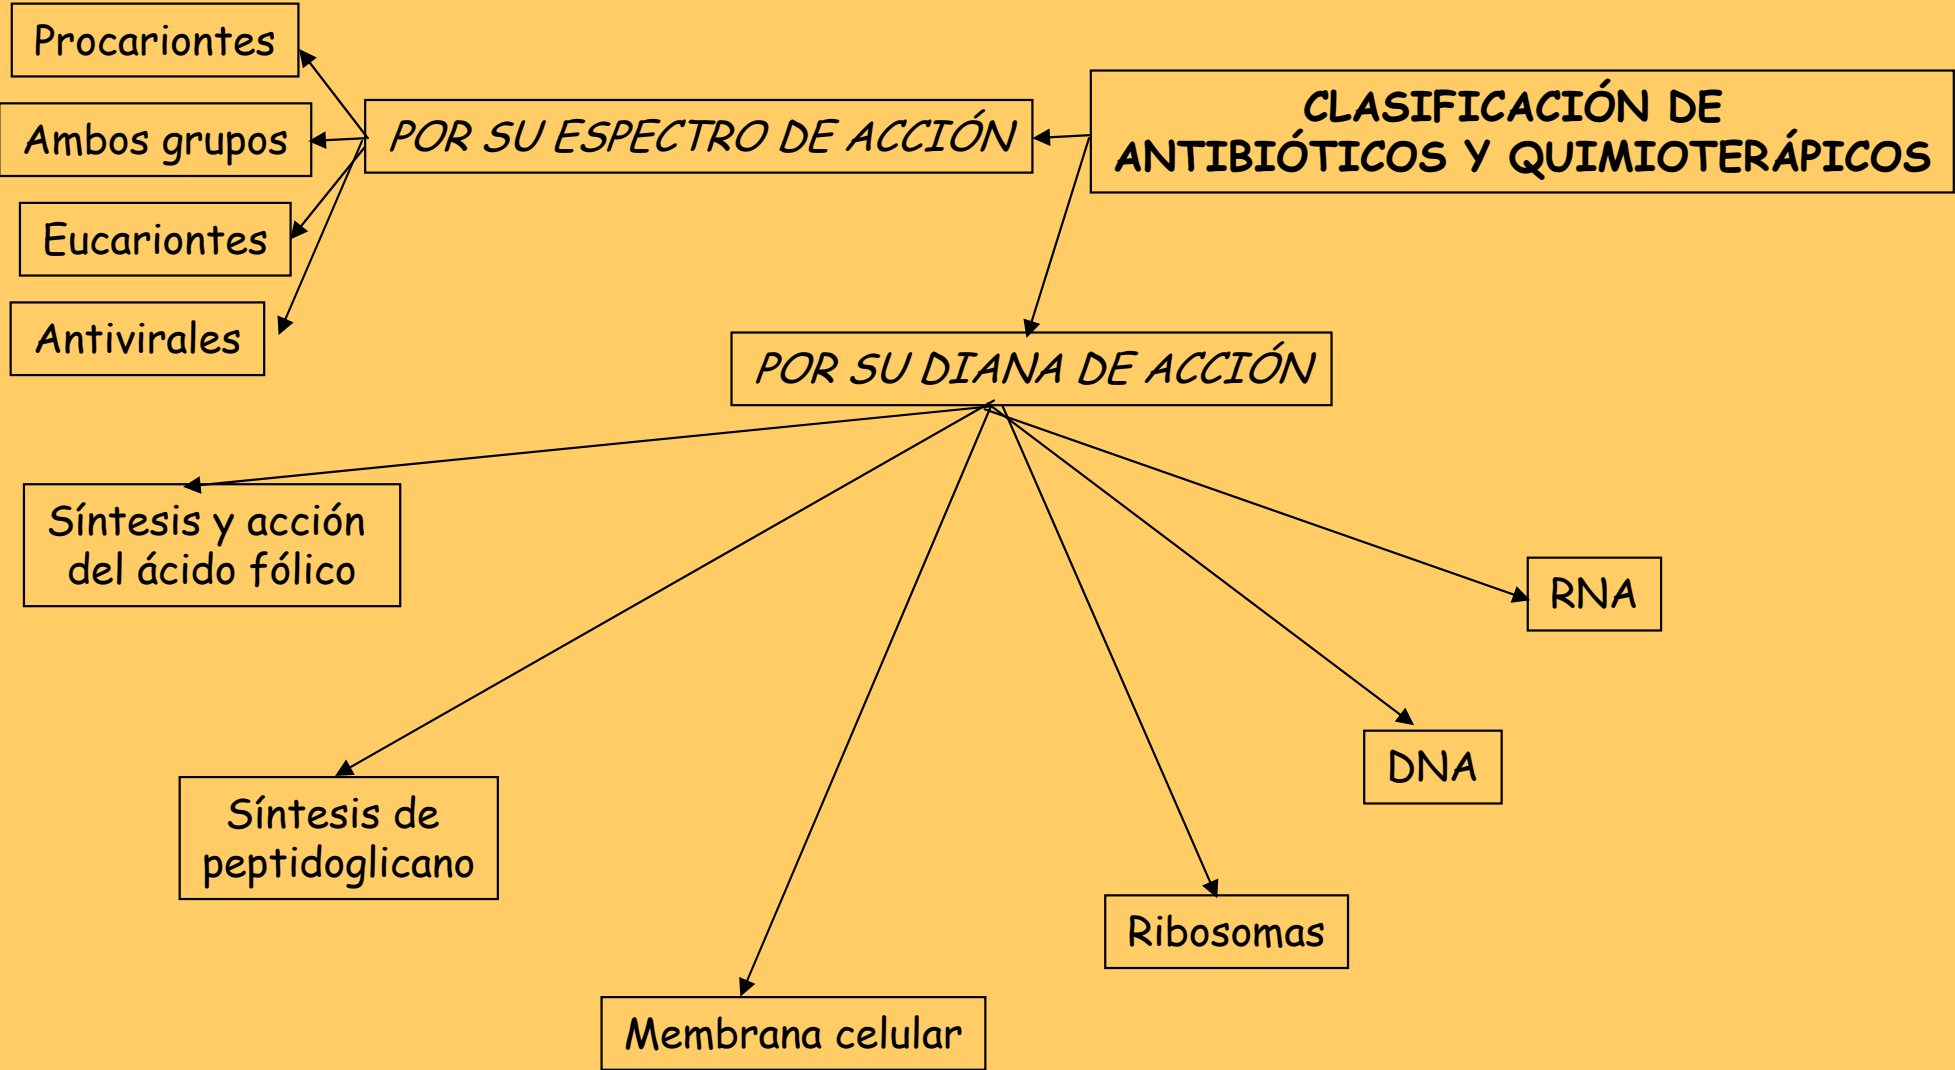 CLASIFICACIÓN DE
ANTIBIÓTICOS Y QUIMIOTERÁPICOS
POR SU ESPECTRO DE ACCIÓN
Procariontes
Ambos grupos
Eucariontes
Antivirales
POR SU DIANA DE ACCIÓN
Síntesis y acción
del ácido fólico
Síntesis de
peptidoglicano
Membrana celular
Ribosomas
DNA
RNA